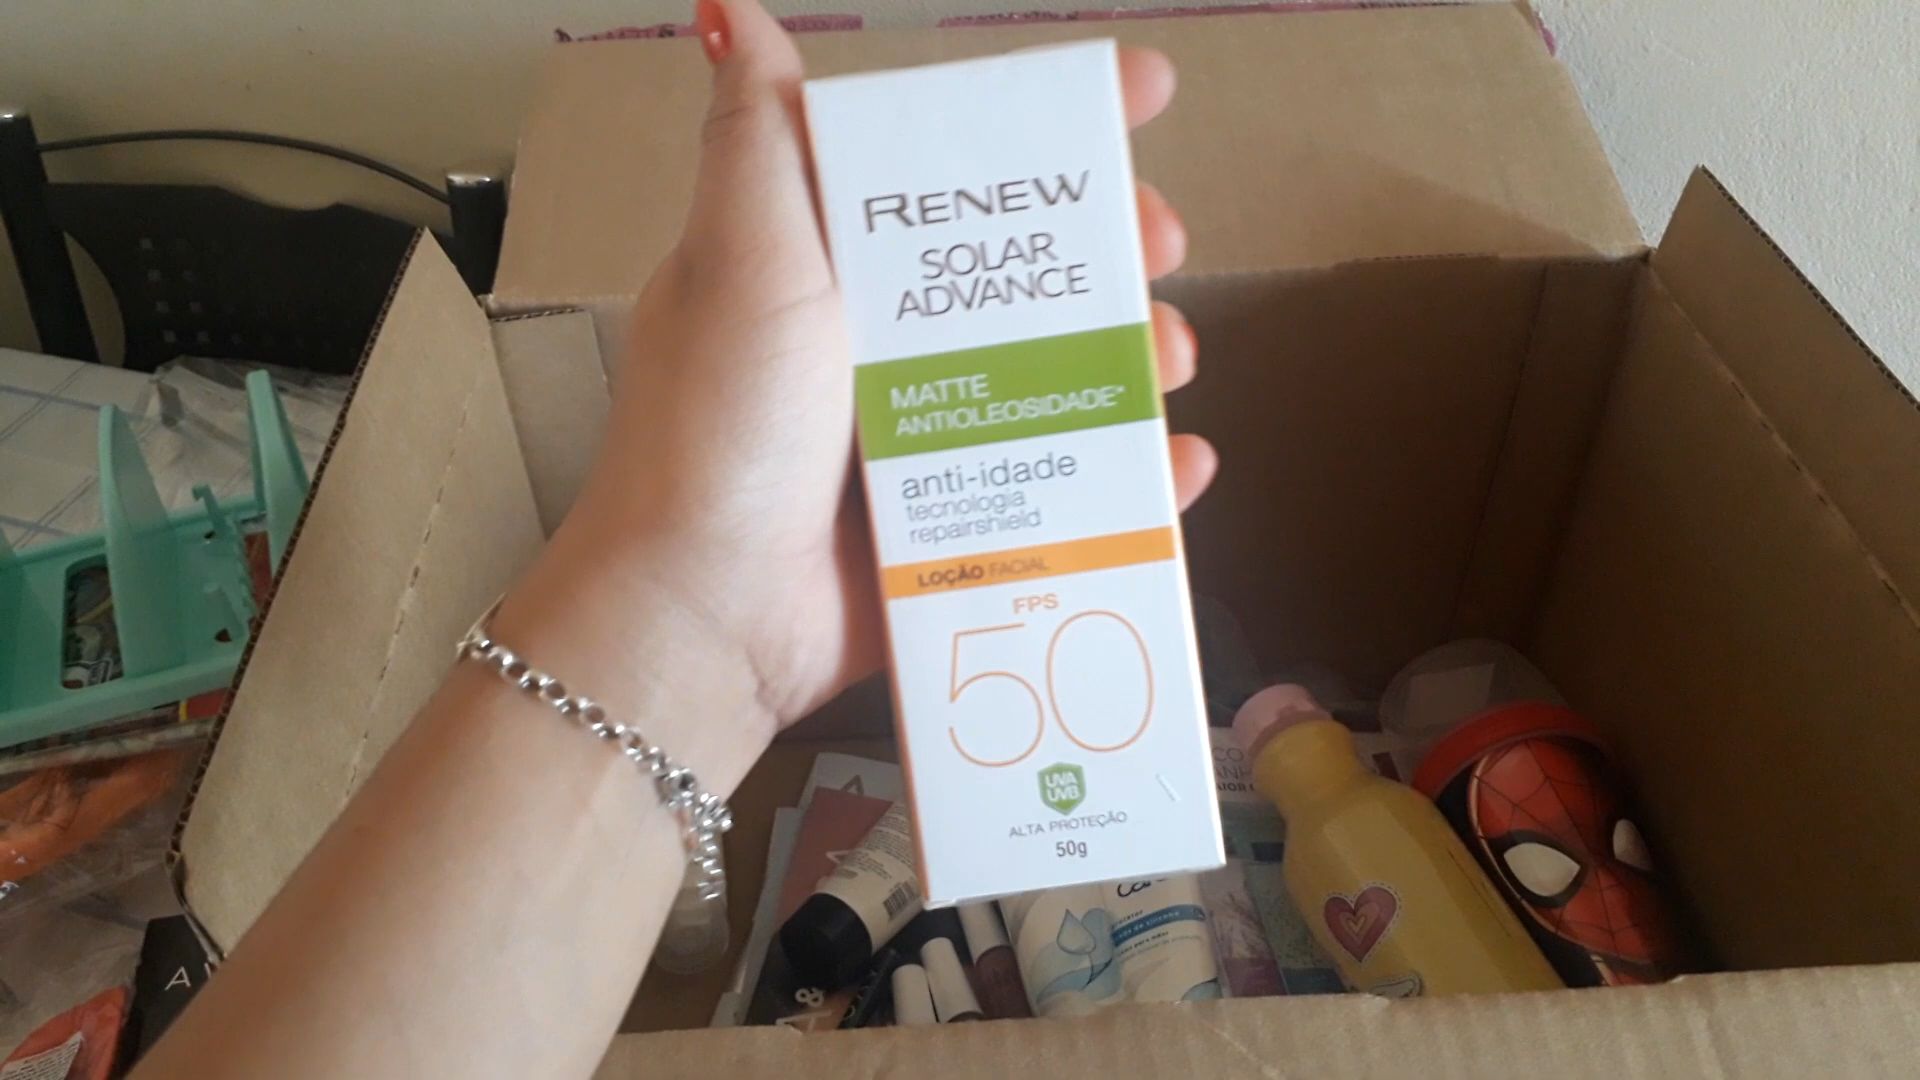 RENEW
SOLAR
ADVANCE
MATTE
ANTIOLEOSIDADE*
anti-idade
tecnologia
repairshield
LOÇÃO FACIAL
FPS
50
UVA
UVB
ALTA PROTEÇÃO
50g